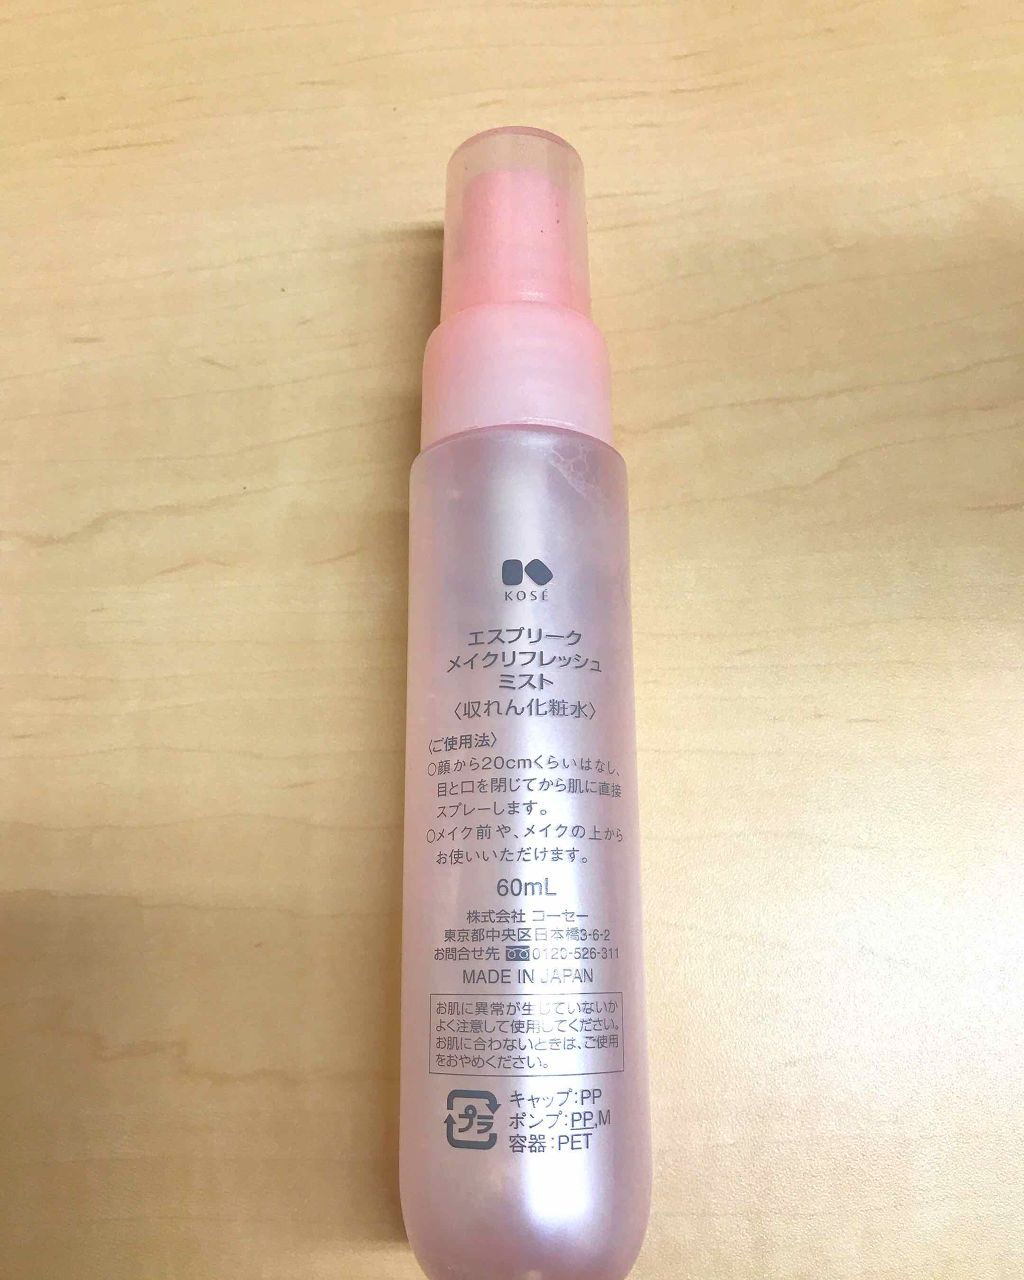 KOSÉ
エスプリーク
メイクリフレッシュ
ミスト
〈収れん化粧水〉
〈ご使用法〉
○顔から20cmくらいはなし、
目と口を閉じてから肌に直接
スプレーします。
○メイク前や、メイクの上から
お使いいただけます。
60mL
株式会社 コーセー
東京都中央区日本橋3-6-2
お問合せ先 0120-526-311
MADE IN JAPAN
お肌に異常が生じていないか
よく注意して使用してください。
お肌に合わないときは、ご使用
をおやめください。
プラ
キャップ:PP
ポンプ:PP,M
容器:PET